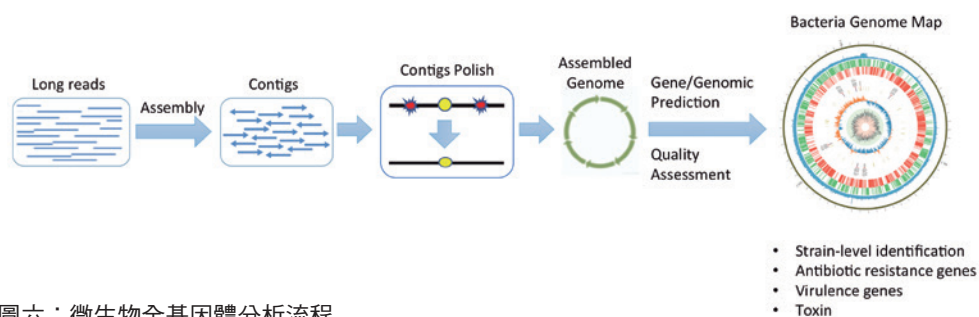 Bacteria Genome Map
Long reads
Assembly
Contigs
Contigs Polish
Assembled
Genome
Gene/Genomic
Prediction
Quality
Assessment
• Strain-level identification
• Antibiotic resistance genes
• Virulence genes
• Toxin
圖六：微生物全基因體分析流程